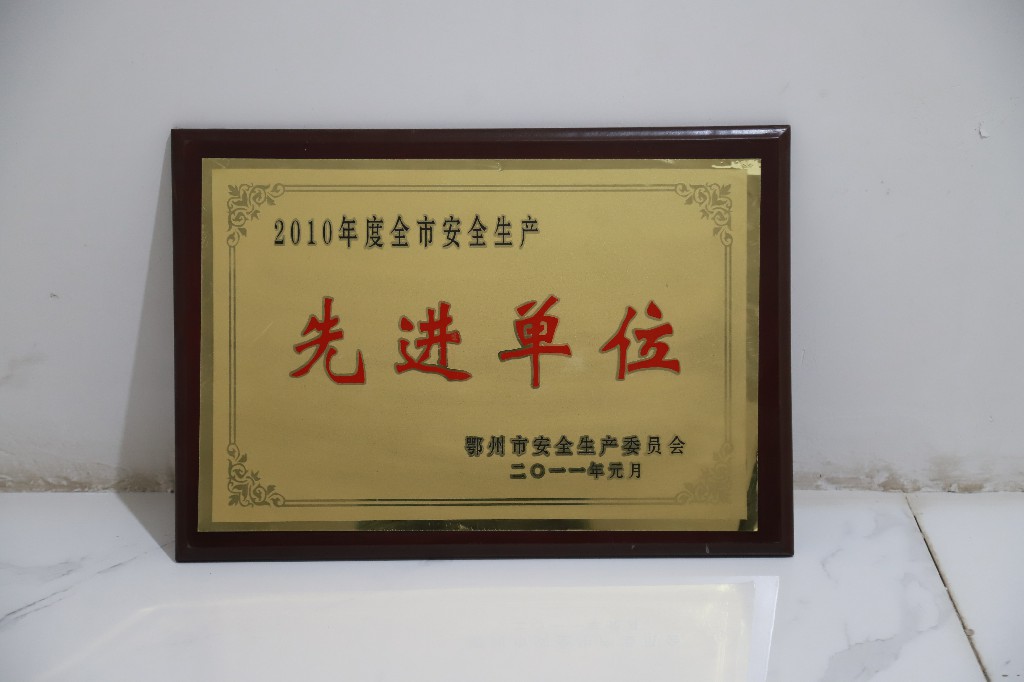 2010年度全市安全生产
先进单位
鄂州市安全生产委员会
二〇一一年元月